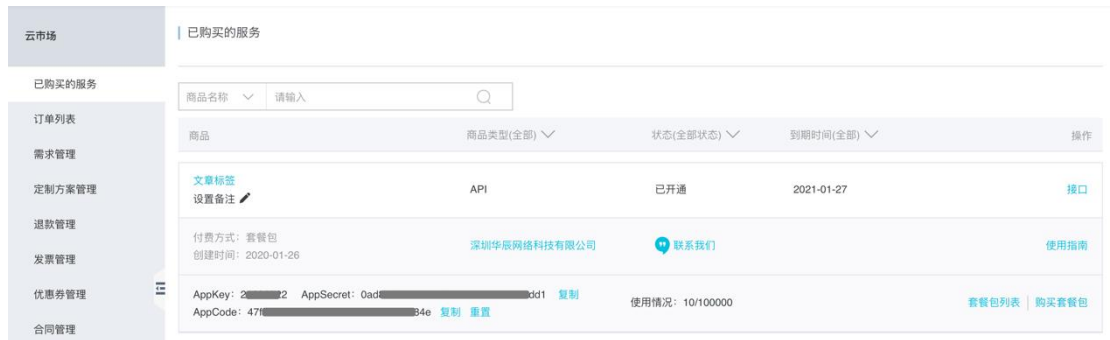 云市场
已购买的服务
已购买的服务
订单列表
需求管理
定制方案管理
退款管理
发票管理
优惠券管理
合同管理
商品名称 请输入
商品 商品类型(全部) 状态(全部状态) 到期时间(全部) 操作
文章标签
设置备注
API 已开通 2021-01-27 接口
付费方式：套餐包
创建时间：2020-01-26
深圳华辰网络科技有限公司 联系我们 使用指南
AppKey：2 2 AppSecret：0ad dd1 复制
AppCode：47f 34e 复制 重置
使用情况：10/100000 套餐包列表 购买套餐包